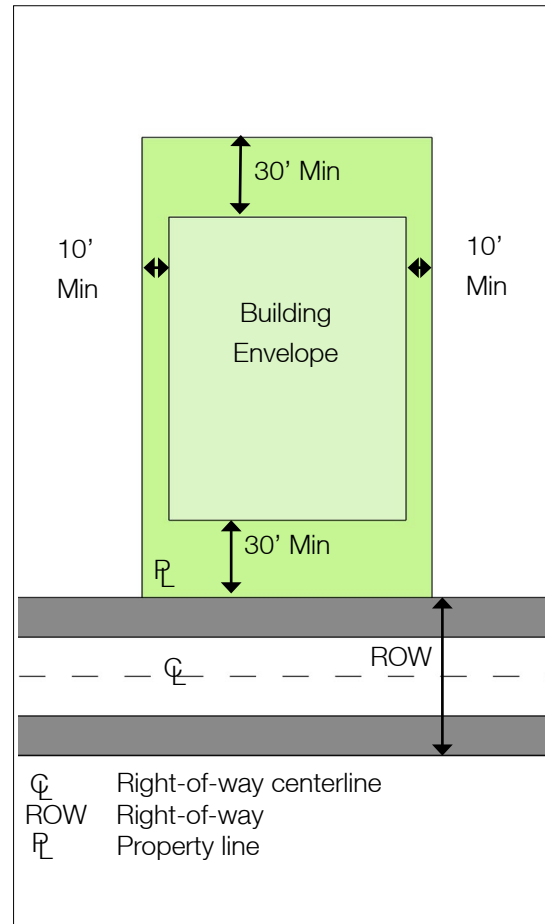 30’ Min
10’
Min
10’
Min
Building
Envelope
30’ Min
PL
ROW
CL
CL Right-of-way centerline
ROW Right-of-way
PL Property line